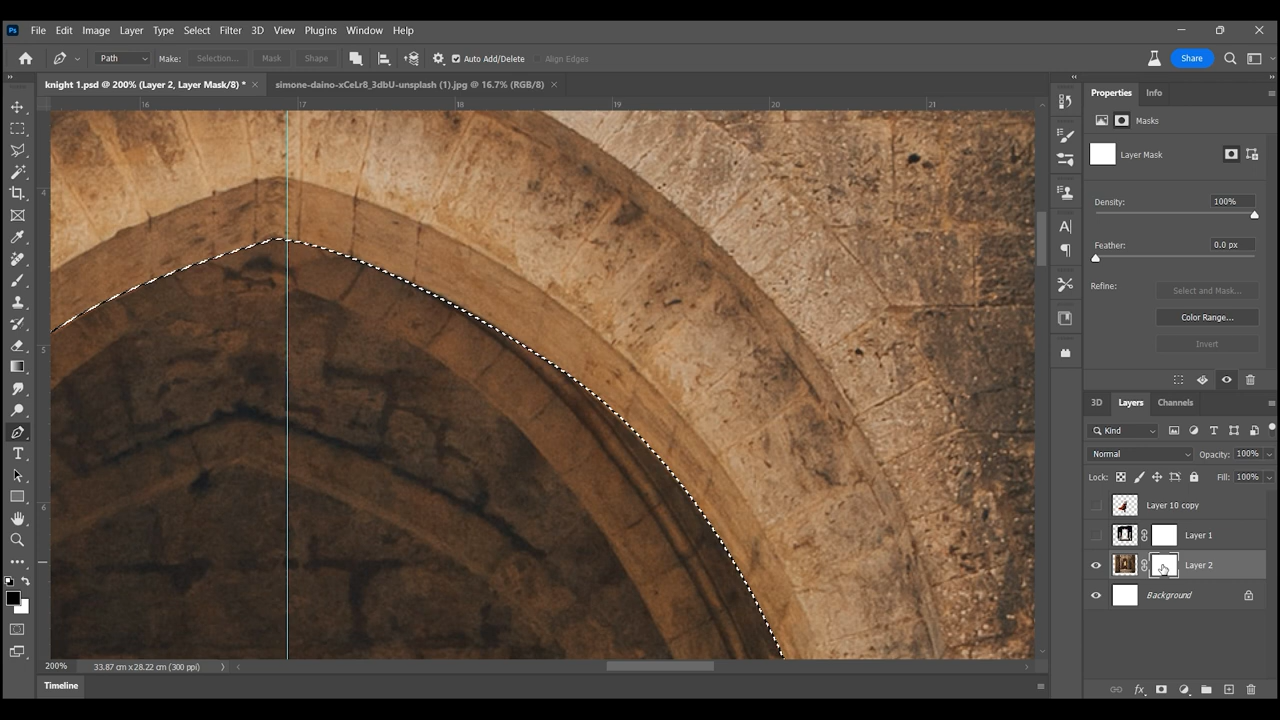 Ps File Edit Image Layer Type Select Filter 3D View Plugins Window Help
Path Make: Selection... Mask Shape Auto Add/Delete Align Edges Share
knight 1.psd @ 200% (Layer 2, Layer Mask/8) * simone-daino-xCeLr8_3dbU-unsplash (1).jpg @ 16.7% (RGB/8)
16 17 18 19 20 21
4
5
6
Properties Info
Masks
Layer Mask
Density: 100%
Feather: 0.0 px
Refine: Select and Mask...
Color Range...
Invert
3D Layers Channels
Kind
Normal Opacity: 100%
Lock: Fill: 100%
Layer 10 copy
Layer 1
Layer 2
Background
200% 33.87 cm x 28.22 cm (300 ppi)
Timeline